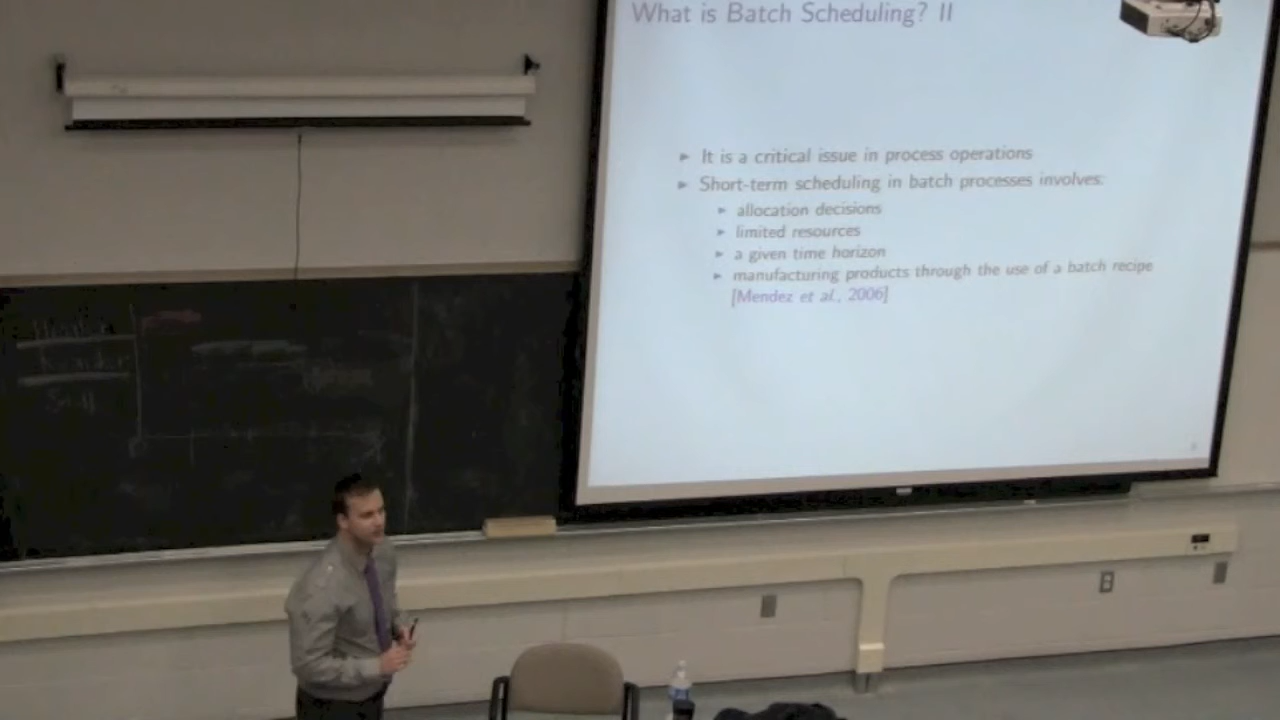 What is Batch Scheduling? II
► It is a critical issue in process operations
► Short-term scheduling in batch processes involves:
► allocation decisions
► limited resources
► a given time horizon
► manufacturing products through the use of a batch recipe
[Mendez et al., 2006]